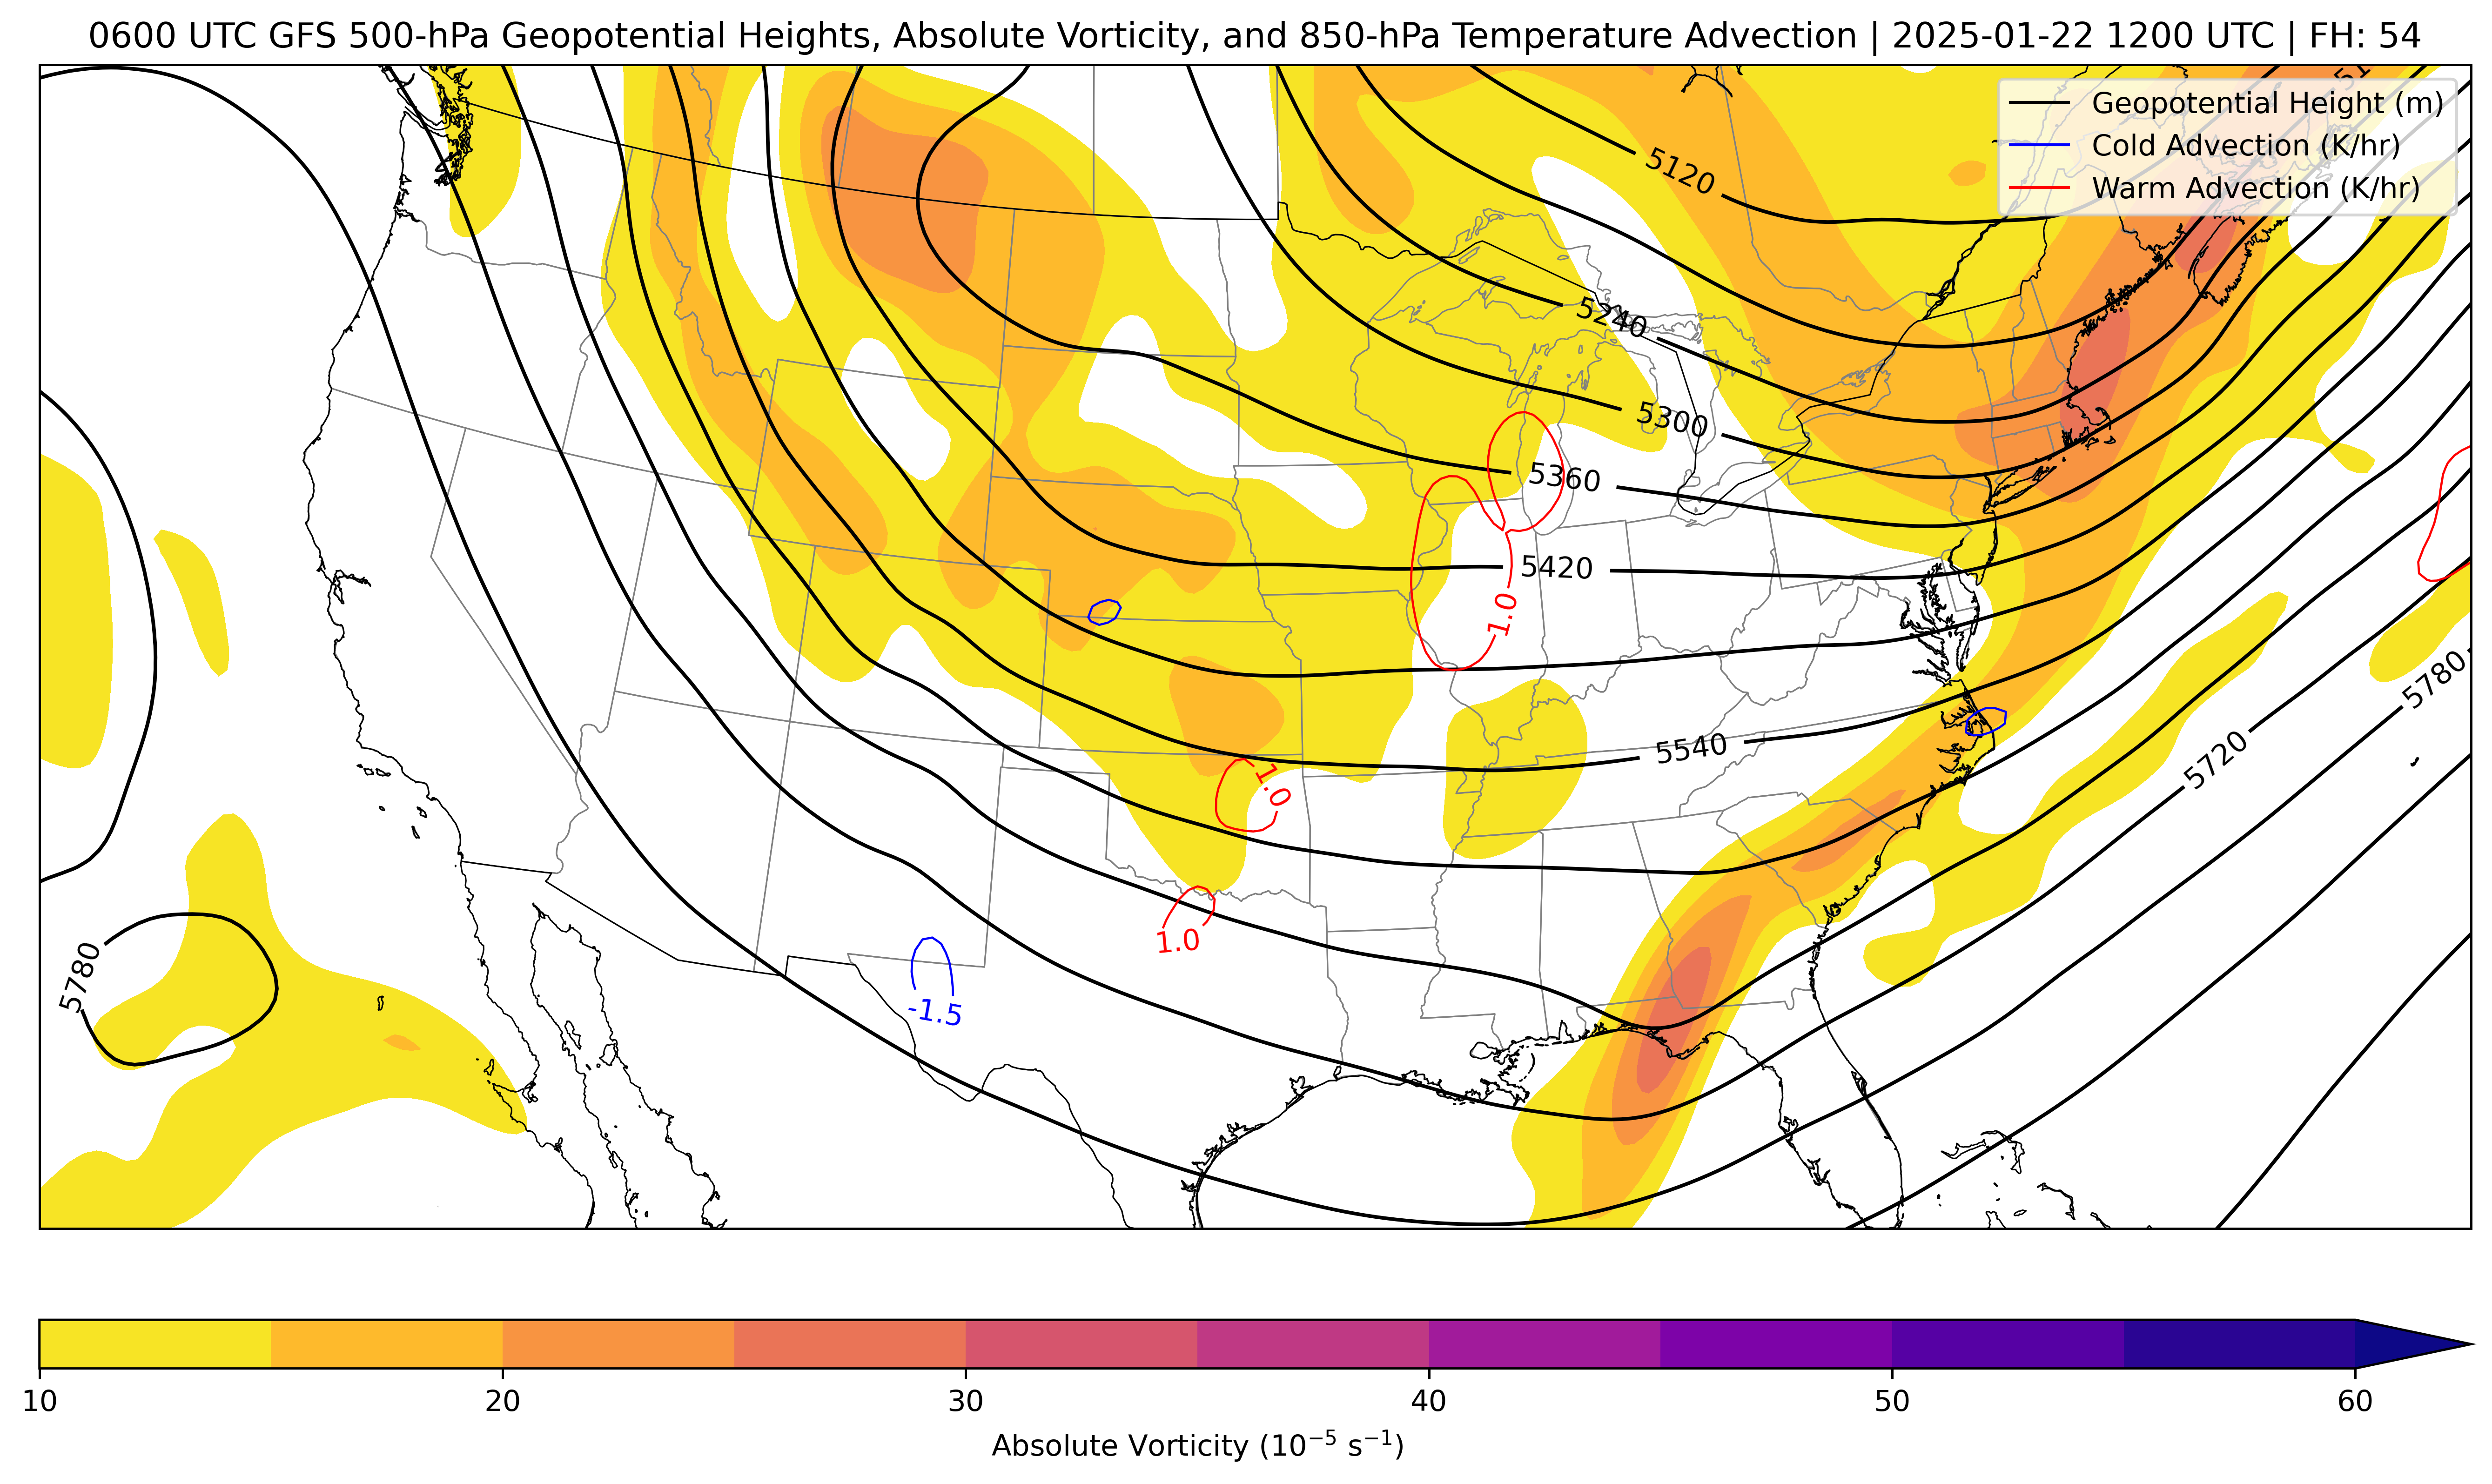 0600 UTC GFS 500-hPa Geopotential Heights, Absolute Vorticity, and 850-hPa Temperature Advection | 2025-01-22 1200 UTC | FH: 54
Geopotential Height (m)
Cold Advection (K/hr)
Warm Advection (K/hr)
5120
5240
5300
5360
5420
1.0
5780
5540
5720
1.0
1.0
5780
-1.5
10 20 30 40 50 60
Absolute Vorticity (10⁻⁵ s⁻¹)